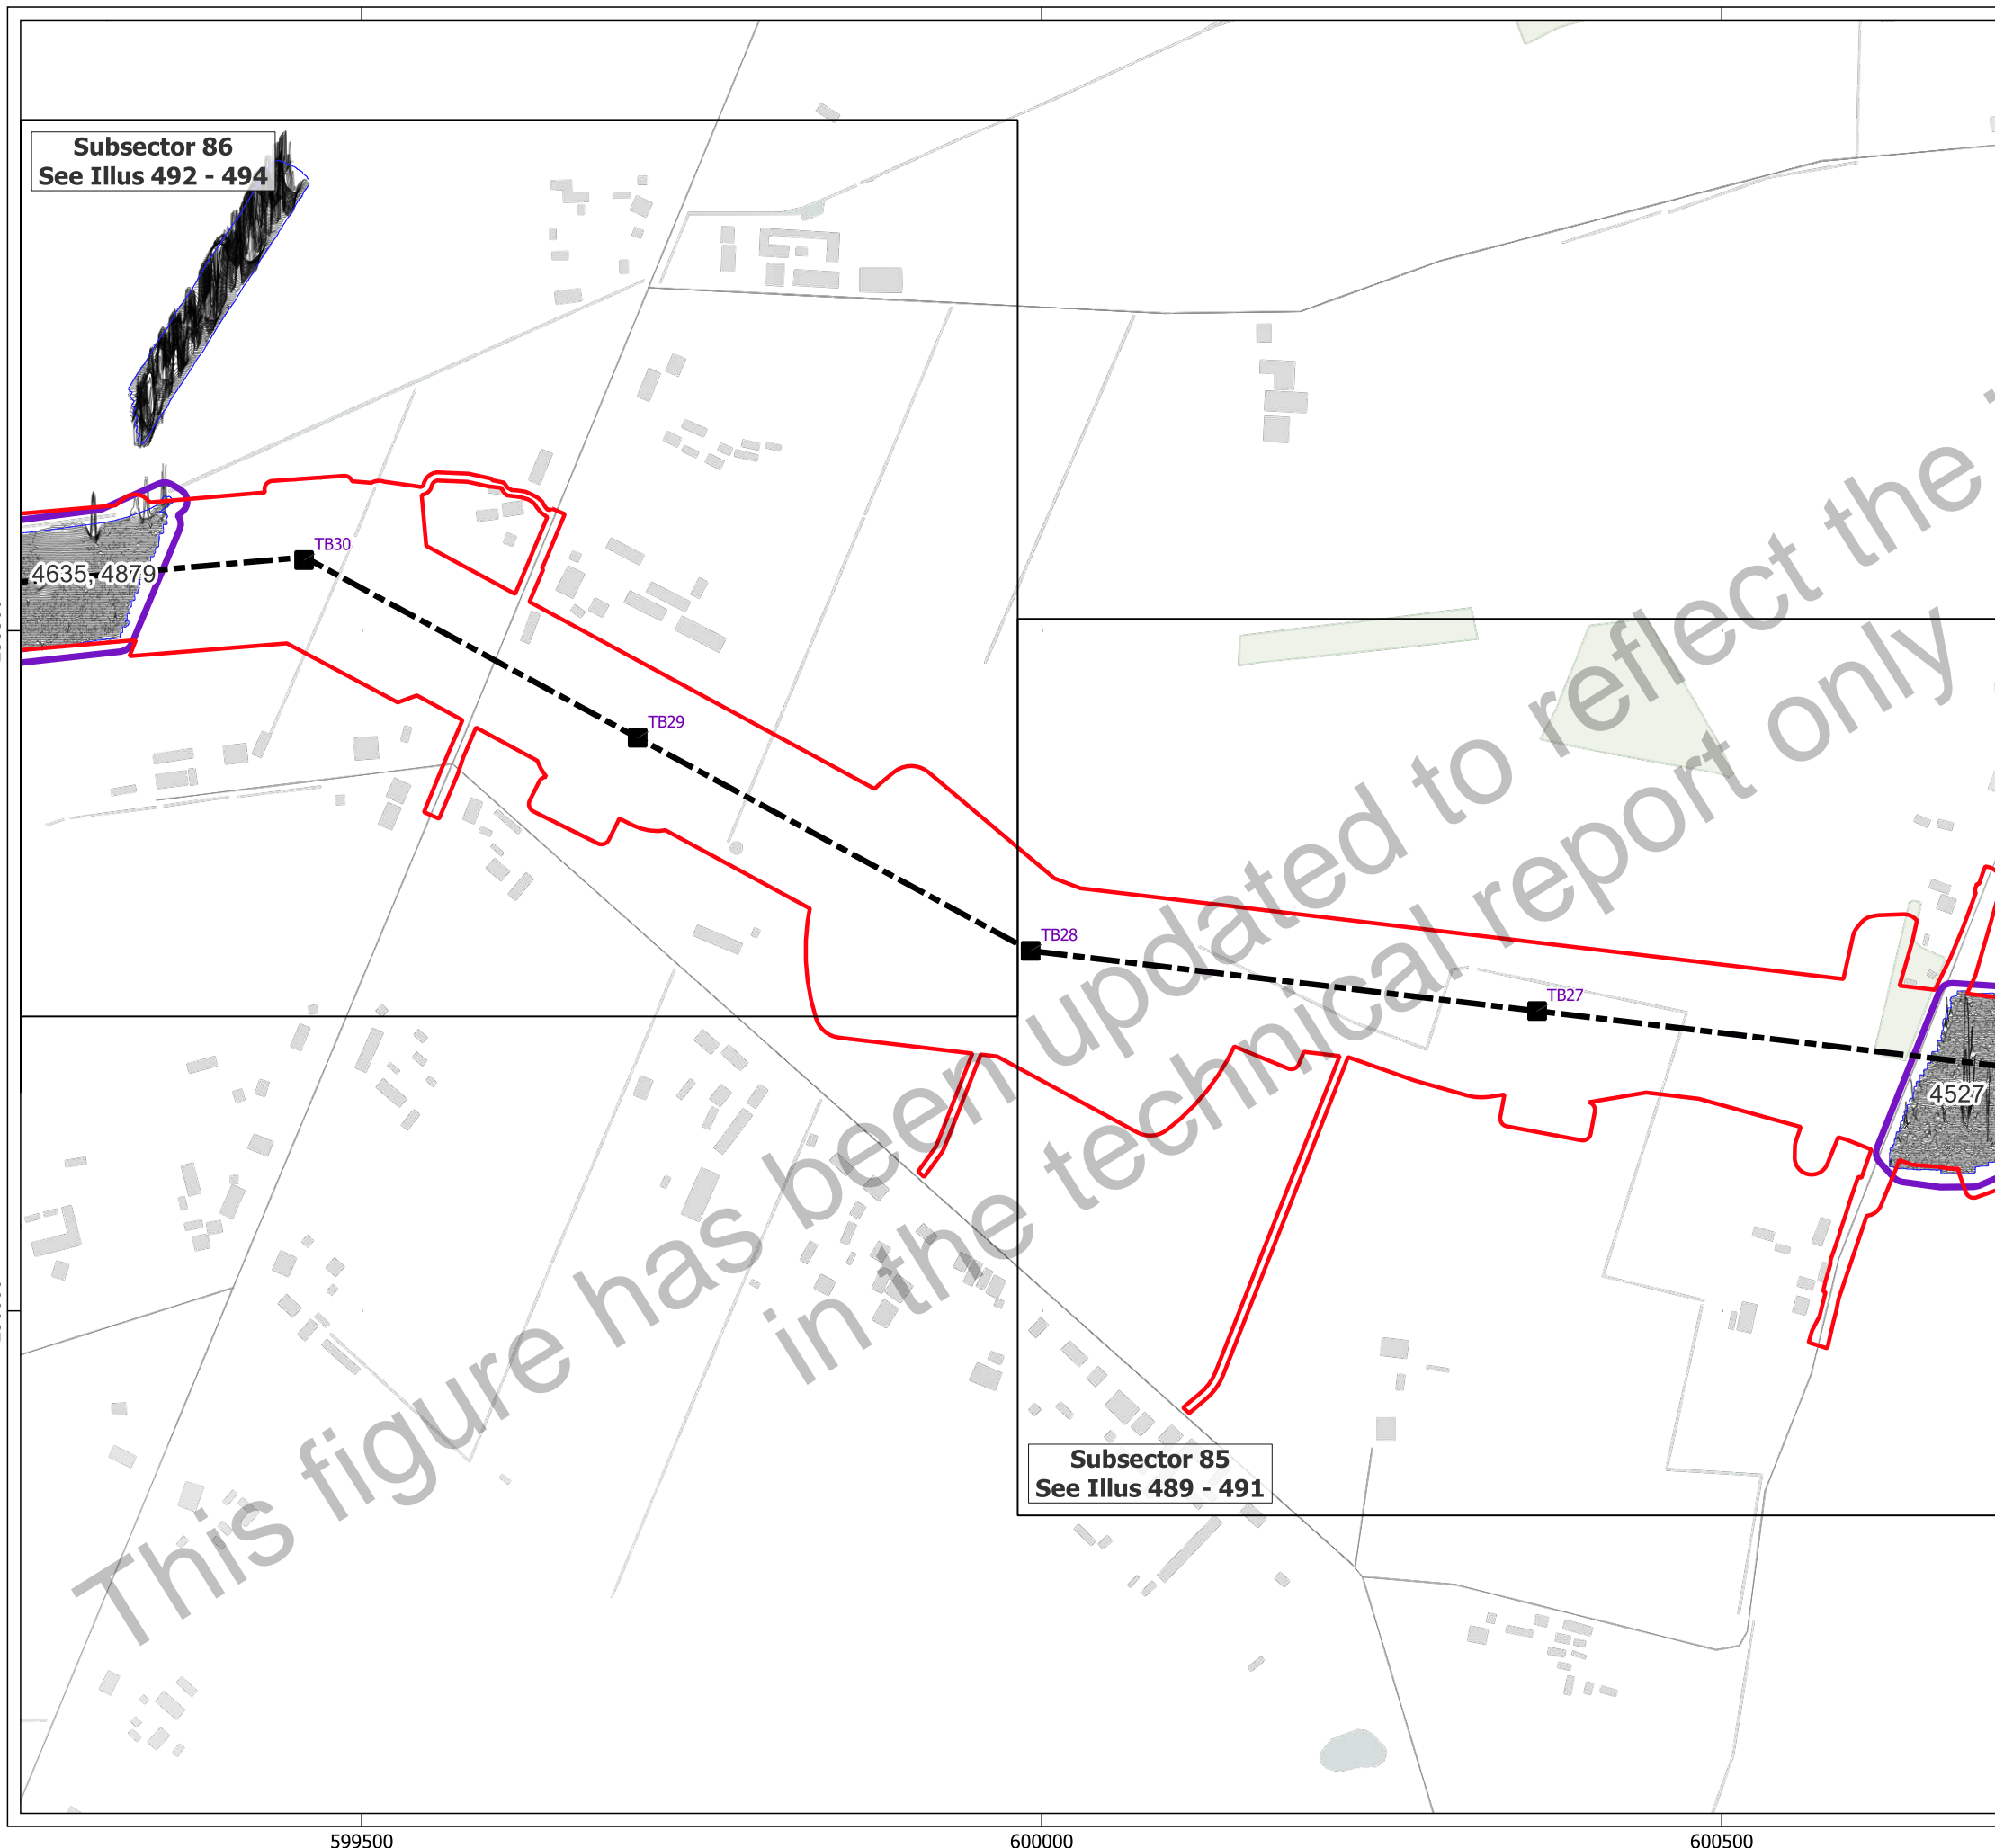 Subsector 86
See Illus 492 - 494
TB30
4635, 4879
TB29
TB28
TB27
4527
This figure has been updated to reflect the
in the technical report only
Subsector 85
See Illus 489 - 491
599500
600000
600500